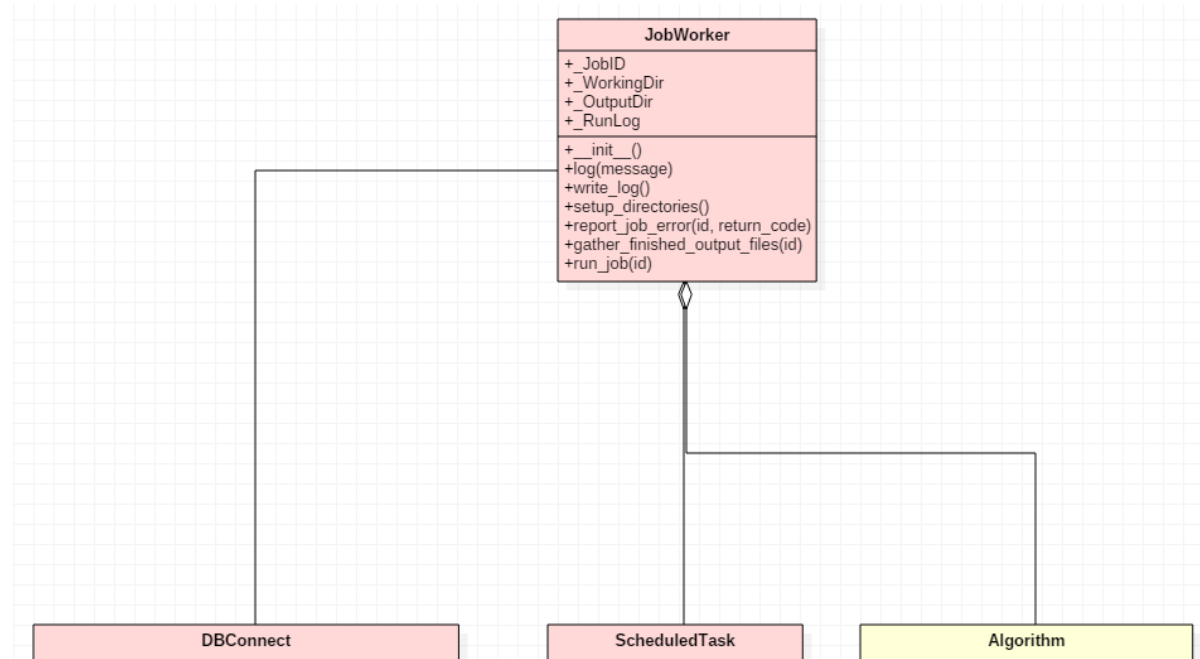 JobWorker
+_JobID
+_WorkingDir
+_OutputDir
+_RunLog
+__init__()
+log(message)
+write_log()
+setup_directories()
+report_job_error(id, return_code)
+gather_finished_output_files(id)
+run_job(id)
DBConnect
ScheduledTask
Algorithm